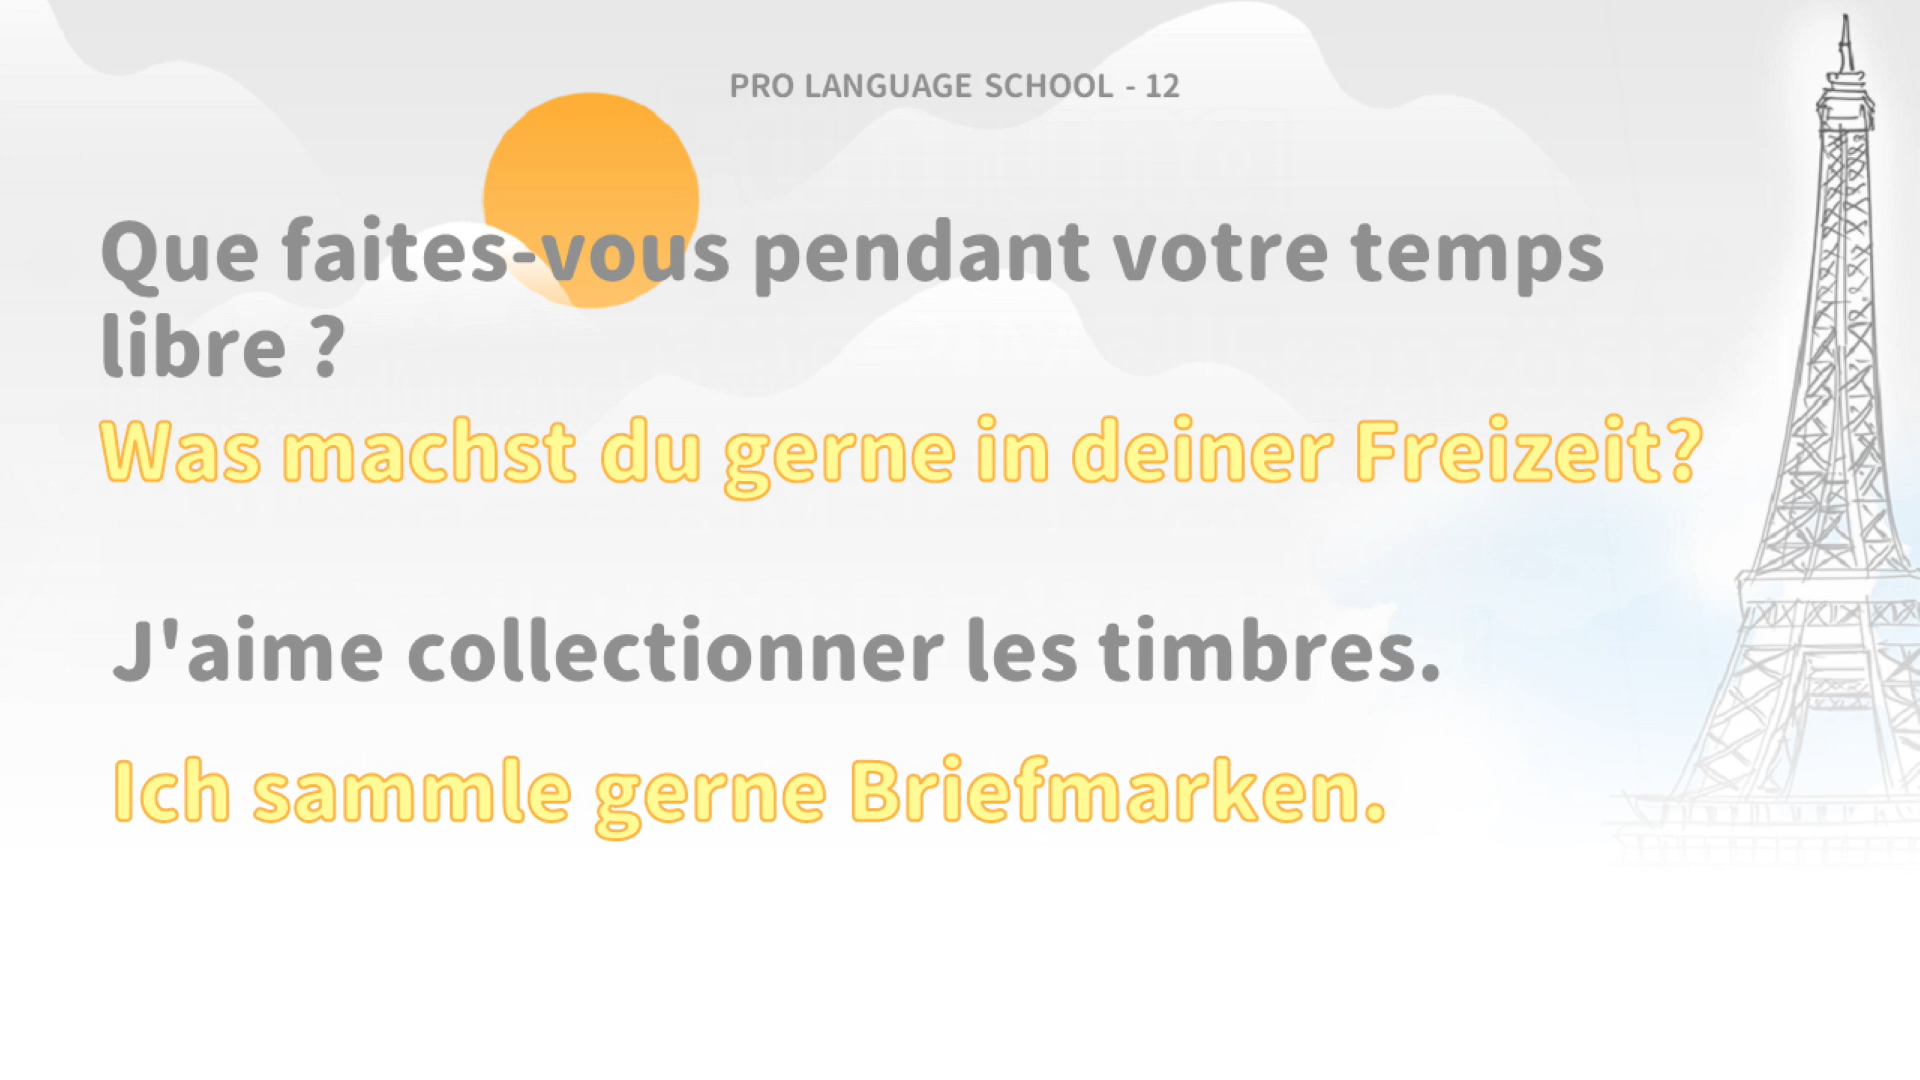 PRO LANGUAGE SCHOOL - 12
Que faites-vous pendant votre temps
libre ?
Was machst du gerne in deiner Freizeit?
J'aime collectionner les timbres.
Ich sammle gerne Briefmarken.